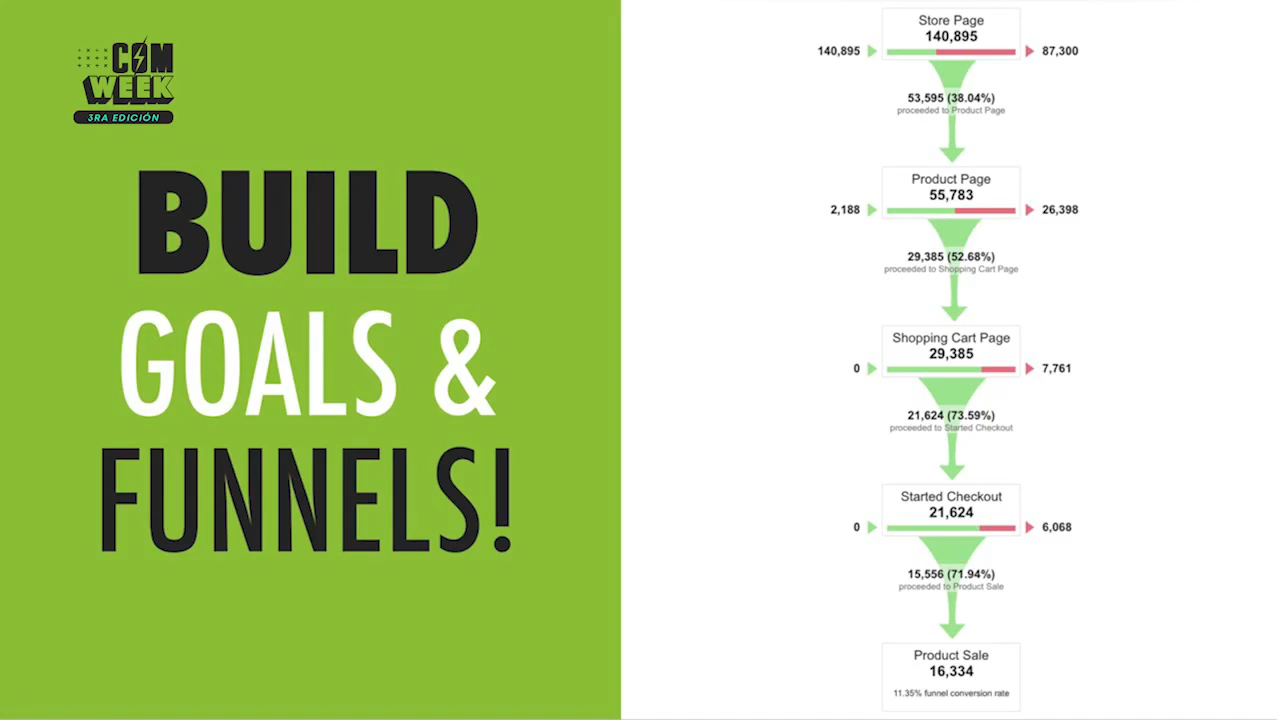 COM
WEEK
3RA EDICIÓN
BUILD
GOALS &
FUNNELS!
Store Page
140,895
140,895
87,300
53,595 (38.04%)
proceeded to Product Page
Product Page
55,783
2,188
26,398
29,385 (52.68%)
proceeded to Shopping Cart Page
Shopping Cart Page
29,385
0
7,761
21,624 (73.59%)
proceeded to Started Checkout
Started Checkout
21,624
0
6,068
15,556 (71.94%)
proceeded to Product Sale
Product Sale
16,334
11.35% funnel conversion rate